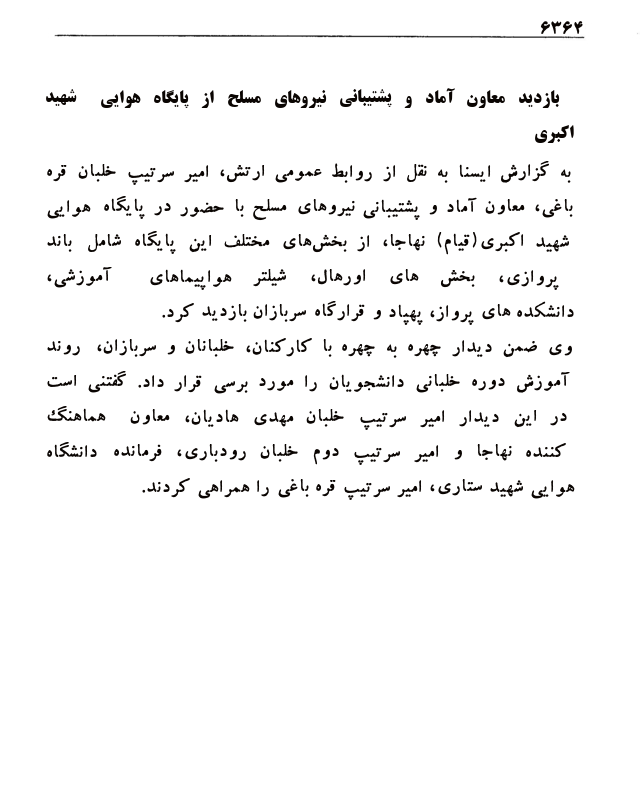 ۶۳۶۴
بازدید معاون آماد و پشتیبانی نیروهای مسلح از پایگاه هوایی شهید
اکبری
به گزارش ایسنا به نقل از روابط عمومی ارتش، امیر سرتیپ خلبان قره
باغی، معاون آماد و پشتیبانی نیروهای مسلح با حضور در پایگاه هوایی
شهید اکبری(قیام) نهاجا، از بخش‌های مختلف این پایگاه شامل باند
پروازی، بخش های اورهال، شیلتر هواپیماهای آموزشی،
دانشکده های پرواز، پهپاد و قرارگاه سربازان بازدید کرد.
وی ضمن دیدار چهره به چهره با کارکنان، خلبانان و سربازان، روند
آموزش دوره خلبانی دانشجویان را مورد برسی قرار داد. گفتنی است
در این دیدار امیر سرتیپ خلبان مهدی هادیان، معاون هماهنگ
کننده نهاجا و امیر سرتیپ دوم خلبان رودباری، فرمانده دانشگاه
هوایی شهید ستاری، امیر سرتیپ قره باغی را همراهی کردند.